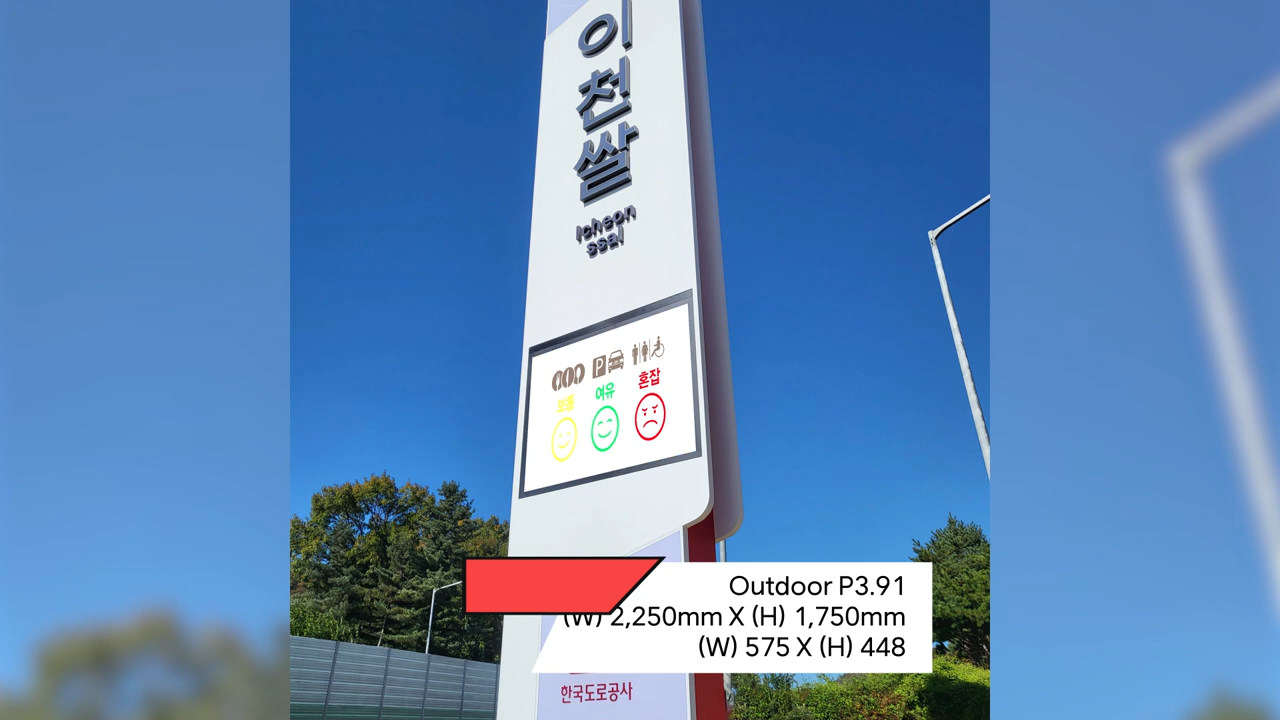 이천쌀
Icheon
ssal
P
보통
여유
혼잡
Outdoor P3.91
(W) 2,250mm X (H) 1,750mm
(W) 575 X (H) 448
한국도로공사